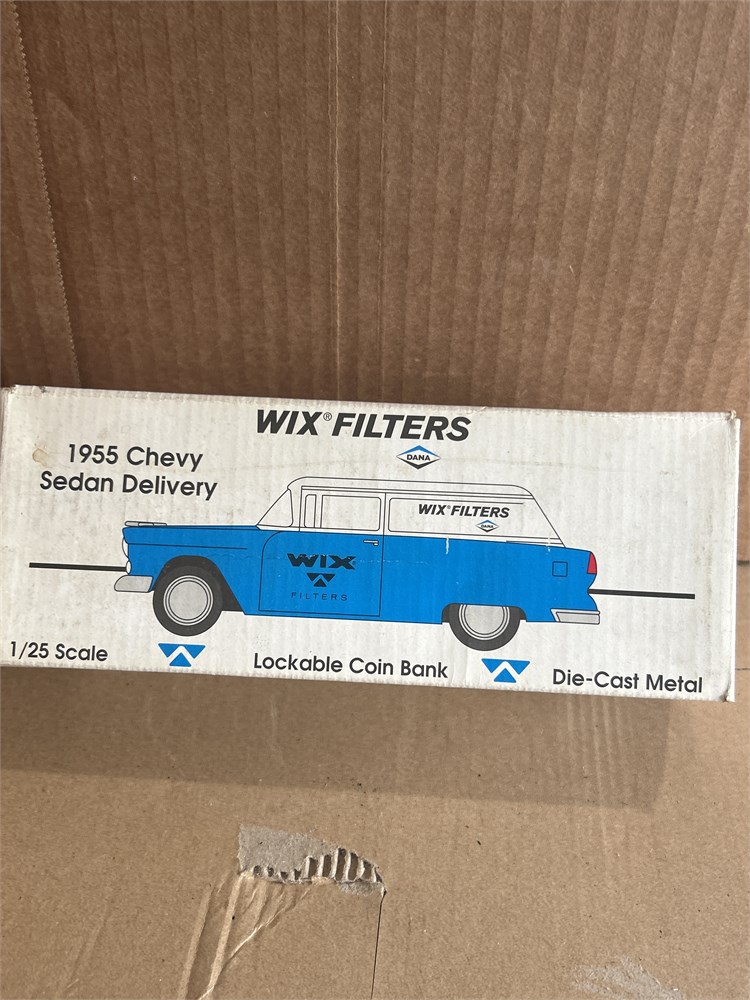 WIX® FILTERS
DANA
1955 Chevy
Sedan Delivery
WIX® FILTERS
DANA
WIX
FILTERS
1/25 Scale
Lockable Coin Bank
Die-Cast Metal